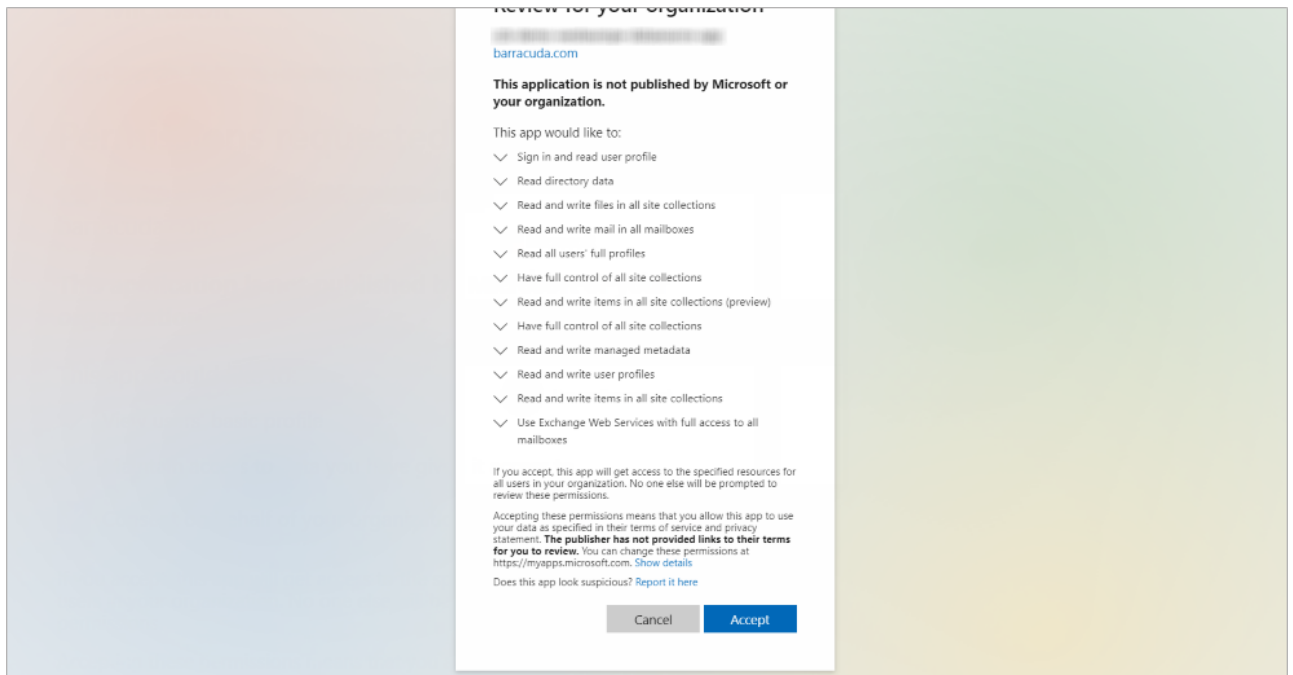 Review for your organization
barracuda.com
This application is not published by Microsoft or
your organization.
This app would like to:
Sign in and read user profile
Read directory data
Read and write files in all site collections
Read and write mail in all mailboxes
Read all users' full profiles
Have full control of all site collections
Read and write items in all site collections (preview)
Have full control of all site collections
Read and write managed metadata
Read and write user profiles
Read and write items in all site collections
Use Exchange Web Services with full access to all
mailboxes
If you accept, this app will get access to the specified resources for
all users in your organization. No one else will be prompted to
review these permissions.
Accepting these permissions means that you allow this app to use
your data as specified in their terms of service and privacy
statement. The publisher has not provided links to their terms
for you to review. You can change these permissions at
https://myapps.microsoft.com. Show details
Does this app look suspicious? Report it here
Cancel Accept